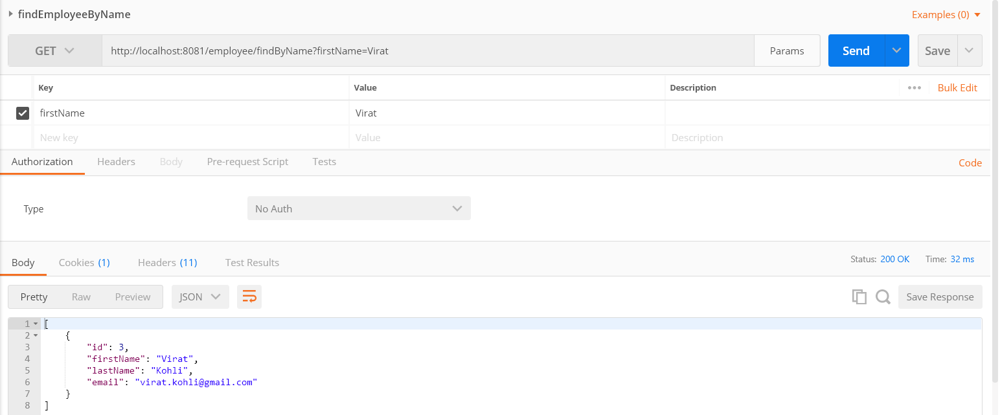 findEmployeeByName
Examples (0)
GET
http://localhost:8081/employee/findByName?firstName=Virat
Params
Send
Save
Key
Value
Description
Bulk Edit
firstName
Virat
New key
Value
Description
Authorization
Headers
Body
Pre-request Script
Tests
Code
Type
No Auth
Body
Cookies (1)
Headers (11)
Test Results
Status: 200 OK
Time: 32 ms
Pretty
Raw
Preview
JSON
Save Response
1 [
2 {
3 "id": 3,
4 "firstName": "Virat",
5 "lastName": "Kohli",
6 "email": "virat.kohli@gmail.com"
7 }
8 ]